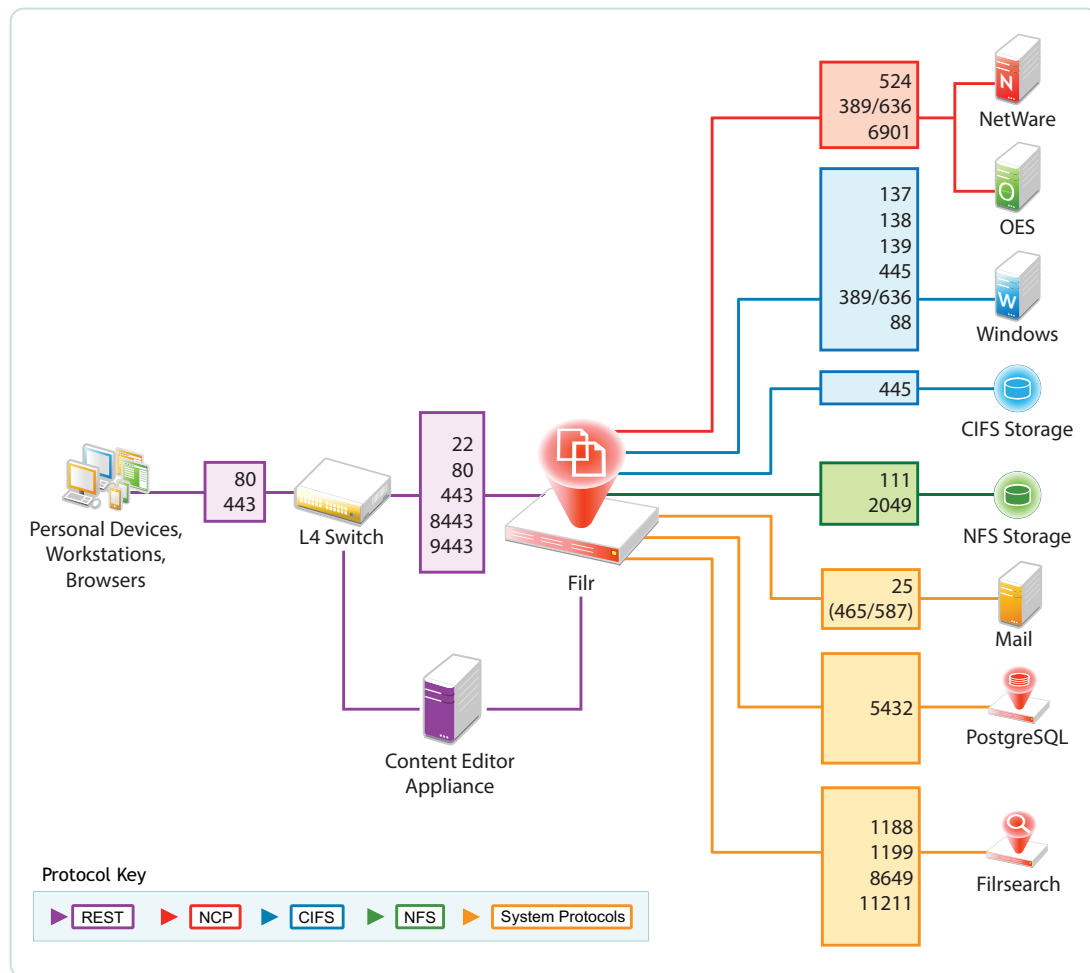 524
389/636
6901
N
NetWare
O
OES
137
138
139
445
389/636
88
W
Windows
445
CIFS Storage
111
2049
NFS Storage
80
443
Personal Devices,
Workstations,
Browsers
L4 Switch
22
80
443
8443
9443
Filr
25
(465/587)
Mail
5432
PostgreSQL
Content Editor
Appliance
1188
1199
8649
11211
Filrsearch
Protocol Key
REST
NCP
CIFS
NFS
System Protocols